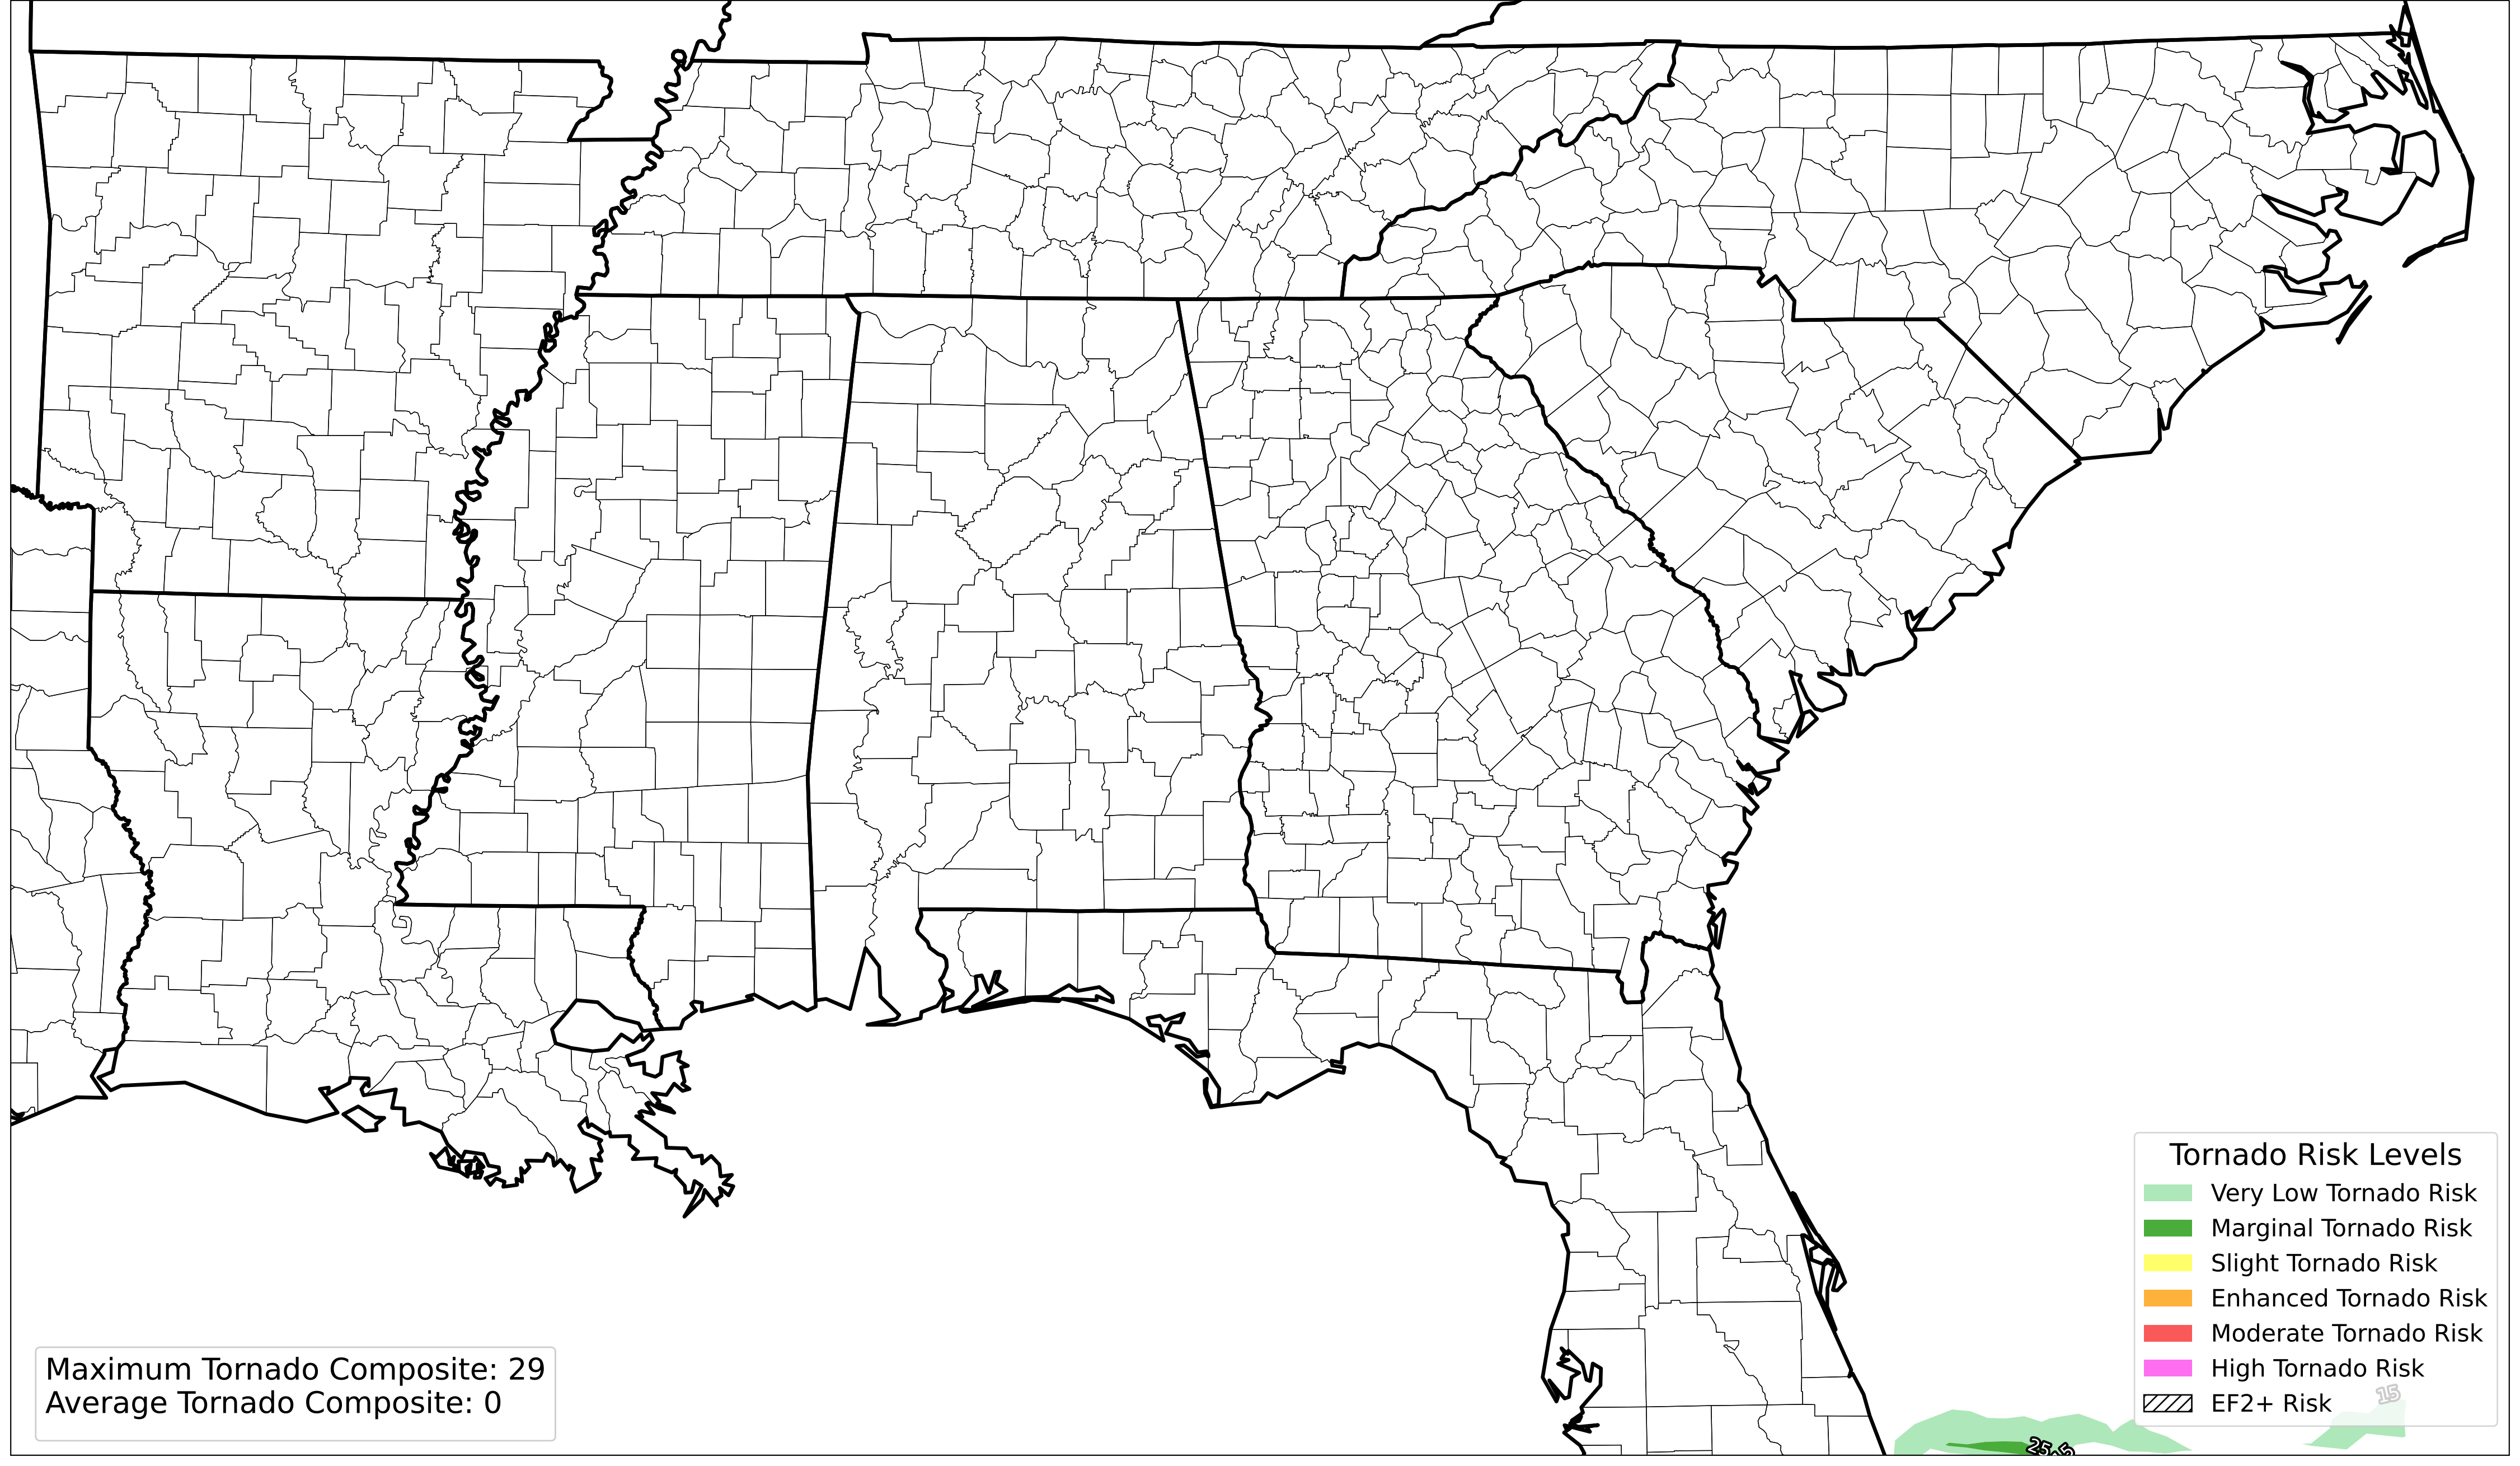 Tornado Risk Levels
Very Low Tornado Risk
Marginal Tornado Risk
Slight Tornado Risk
Enhanced Tornado Risk
Moderate Tornado Risk
High Tornado Risk
EF2+ Risk
Maximum Tornado Composite: 29
Average Tornado Composite: 0
15